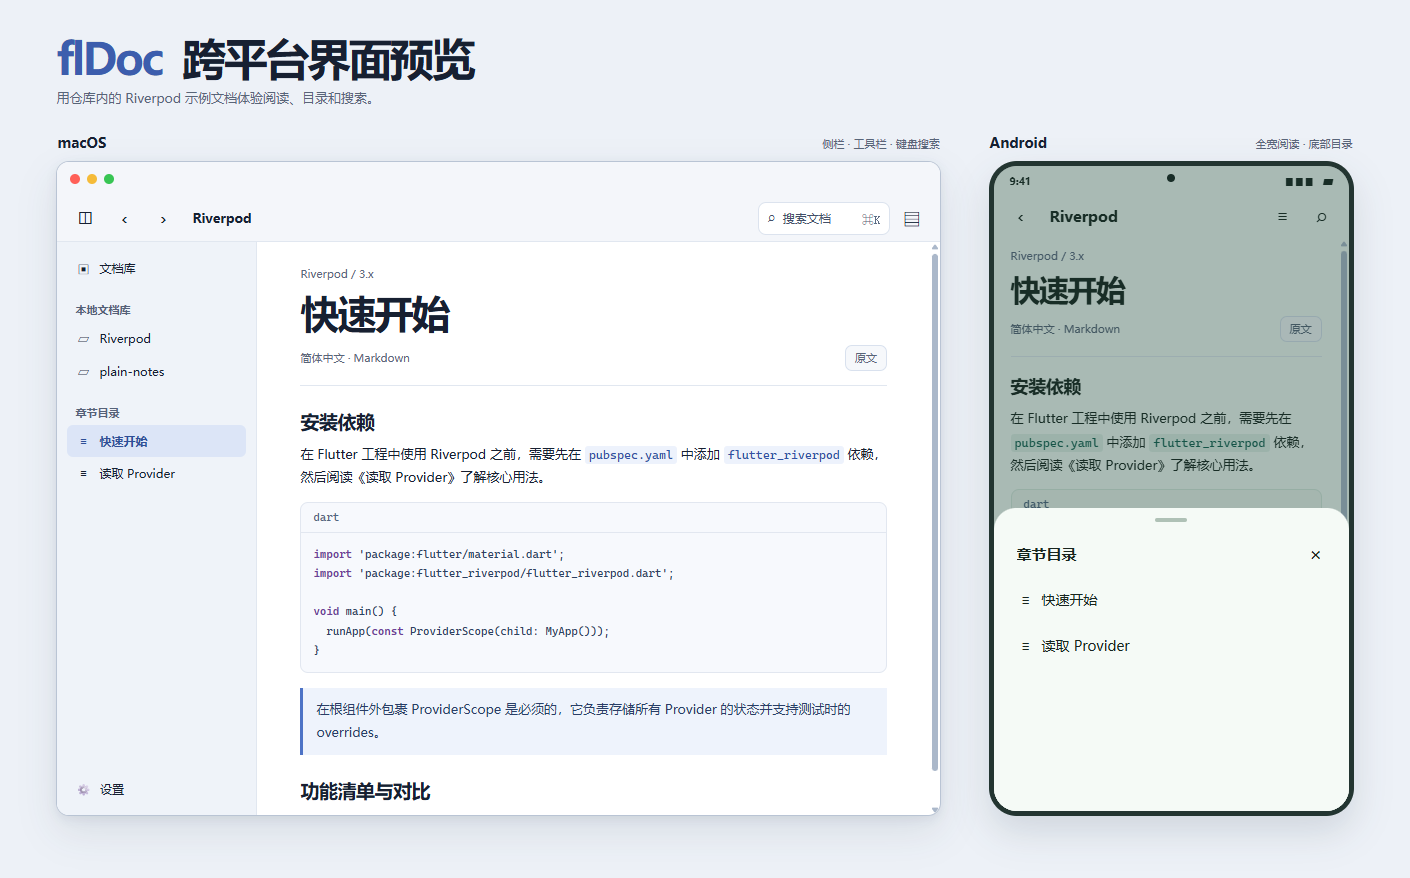 flDoc 跨平台界面预览
用仓库内的 Riverpod 示例文档体验阅读、目录和搜索。
macOS
侧栏 · 工具栏 · 键盘搜索
Riverpod
搜索文档 ⌘K
文档库
本地文档库
Riverpod
plain-notes
章节目录
快速开始
读取 Provider
设置
Riverpod / 3.x
快速开始
简体中文 · Markdown
原文
安装依赖
在 Flutter 工程中使用 Riverpod 之前，需要先在 pubspec.yaml 中添加 flutter_riverpod 依赖，
然后阅读《读取 Provider》了解核心用法。
dart
import 'package:flutter/material.dart';
import 'package:flutter_riverpod/flutter_riverpod.dart';
void main() {
runApp(const ProviderScope(child: MyApp()));
}
在根组件外包裹 ProviderScope 是必须的，它负责存储所有 Provider 的状态并支持测试时的
overrides。
功能清单与对比
Android
全宽阅读 · 底部目录
9:41
Riverpod
Riverpod / 3.x
快速开始
简体中文 · Markdown
原文
安装依赖
在 Flutter 工程中使用 Riverpod 之前，需要先在
pubspec.yaml 中添加 flutter_riverpod 依赖，
然后阅读《读取 Provider》了解核心用法。
dart
章节目录
快速开始
读取 Provider